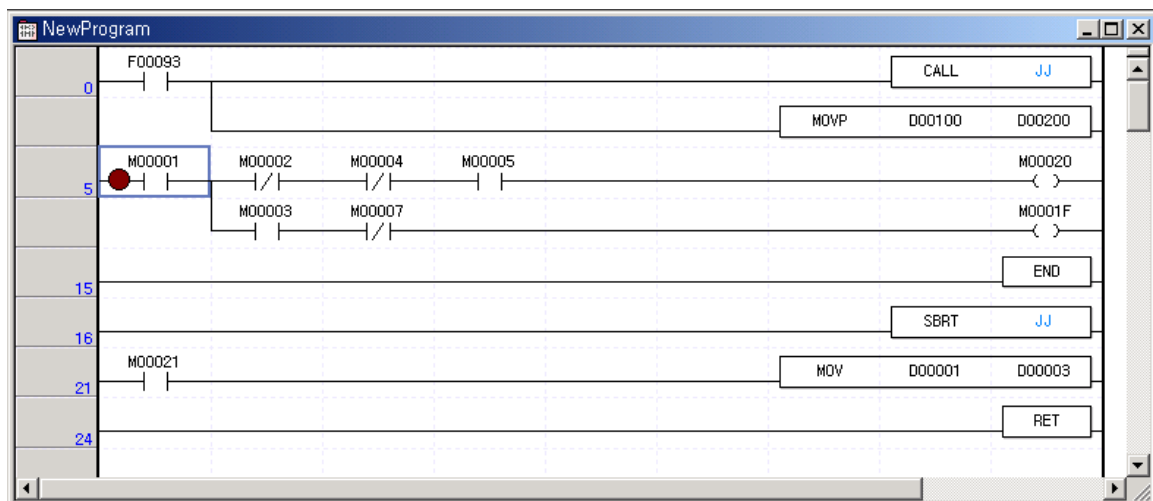 NewProgram
F00093
0 CALL JJ
MOVP D00100 D00200
M00001 M00002 M00004 M00005 M00020
5
M00003 M00007 M0001F
END
15
SBRT JJ
16
M00021
MOV D00001 D00003
21
RET
24